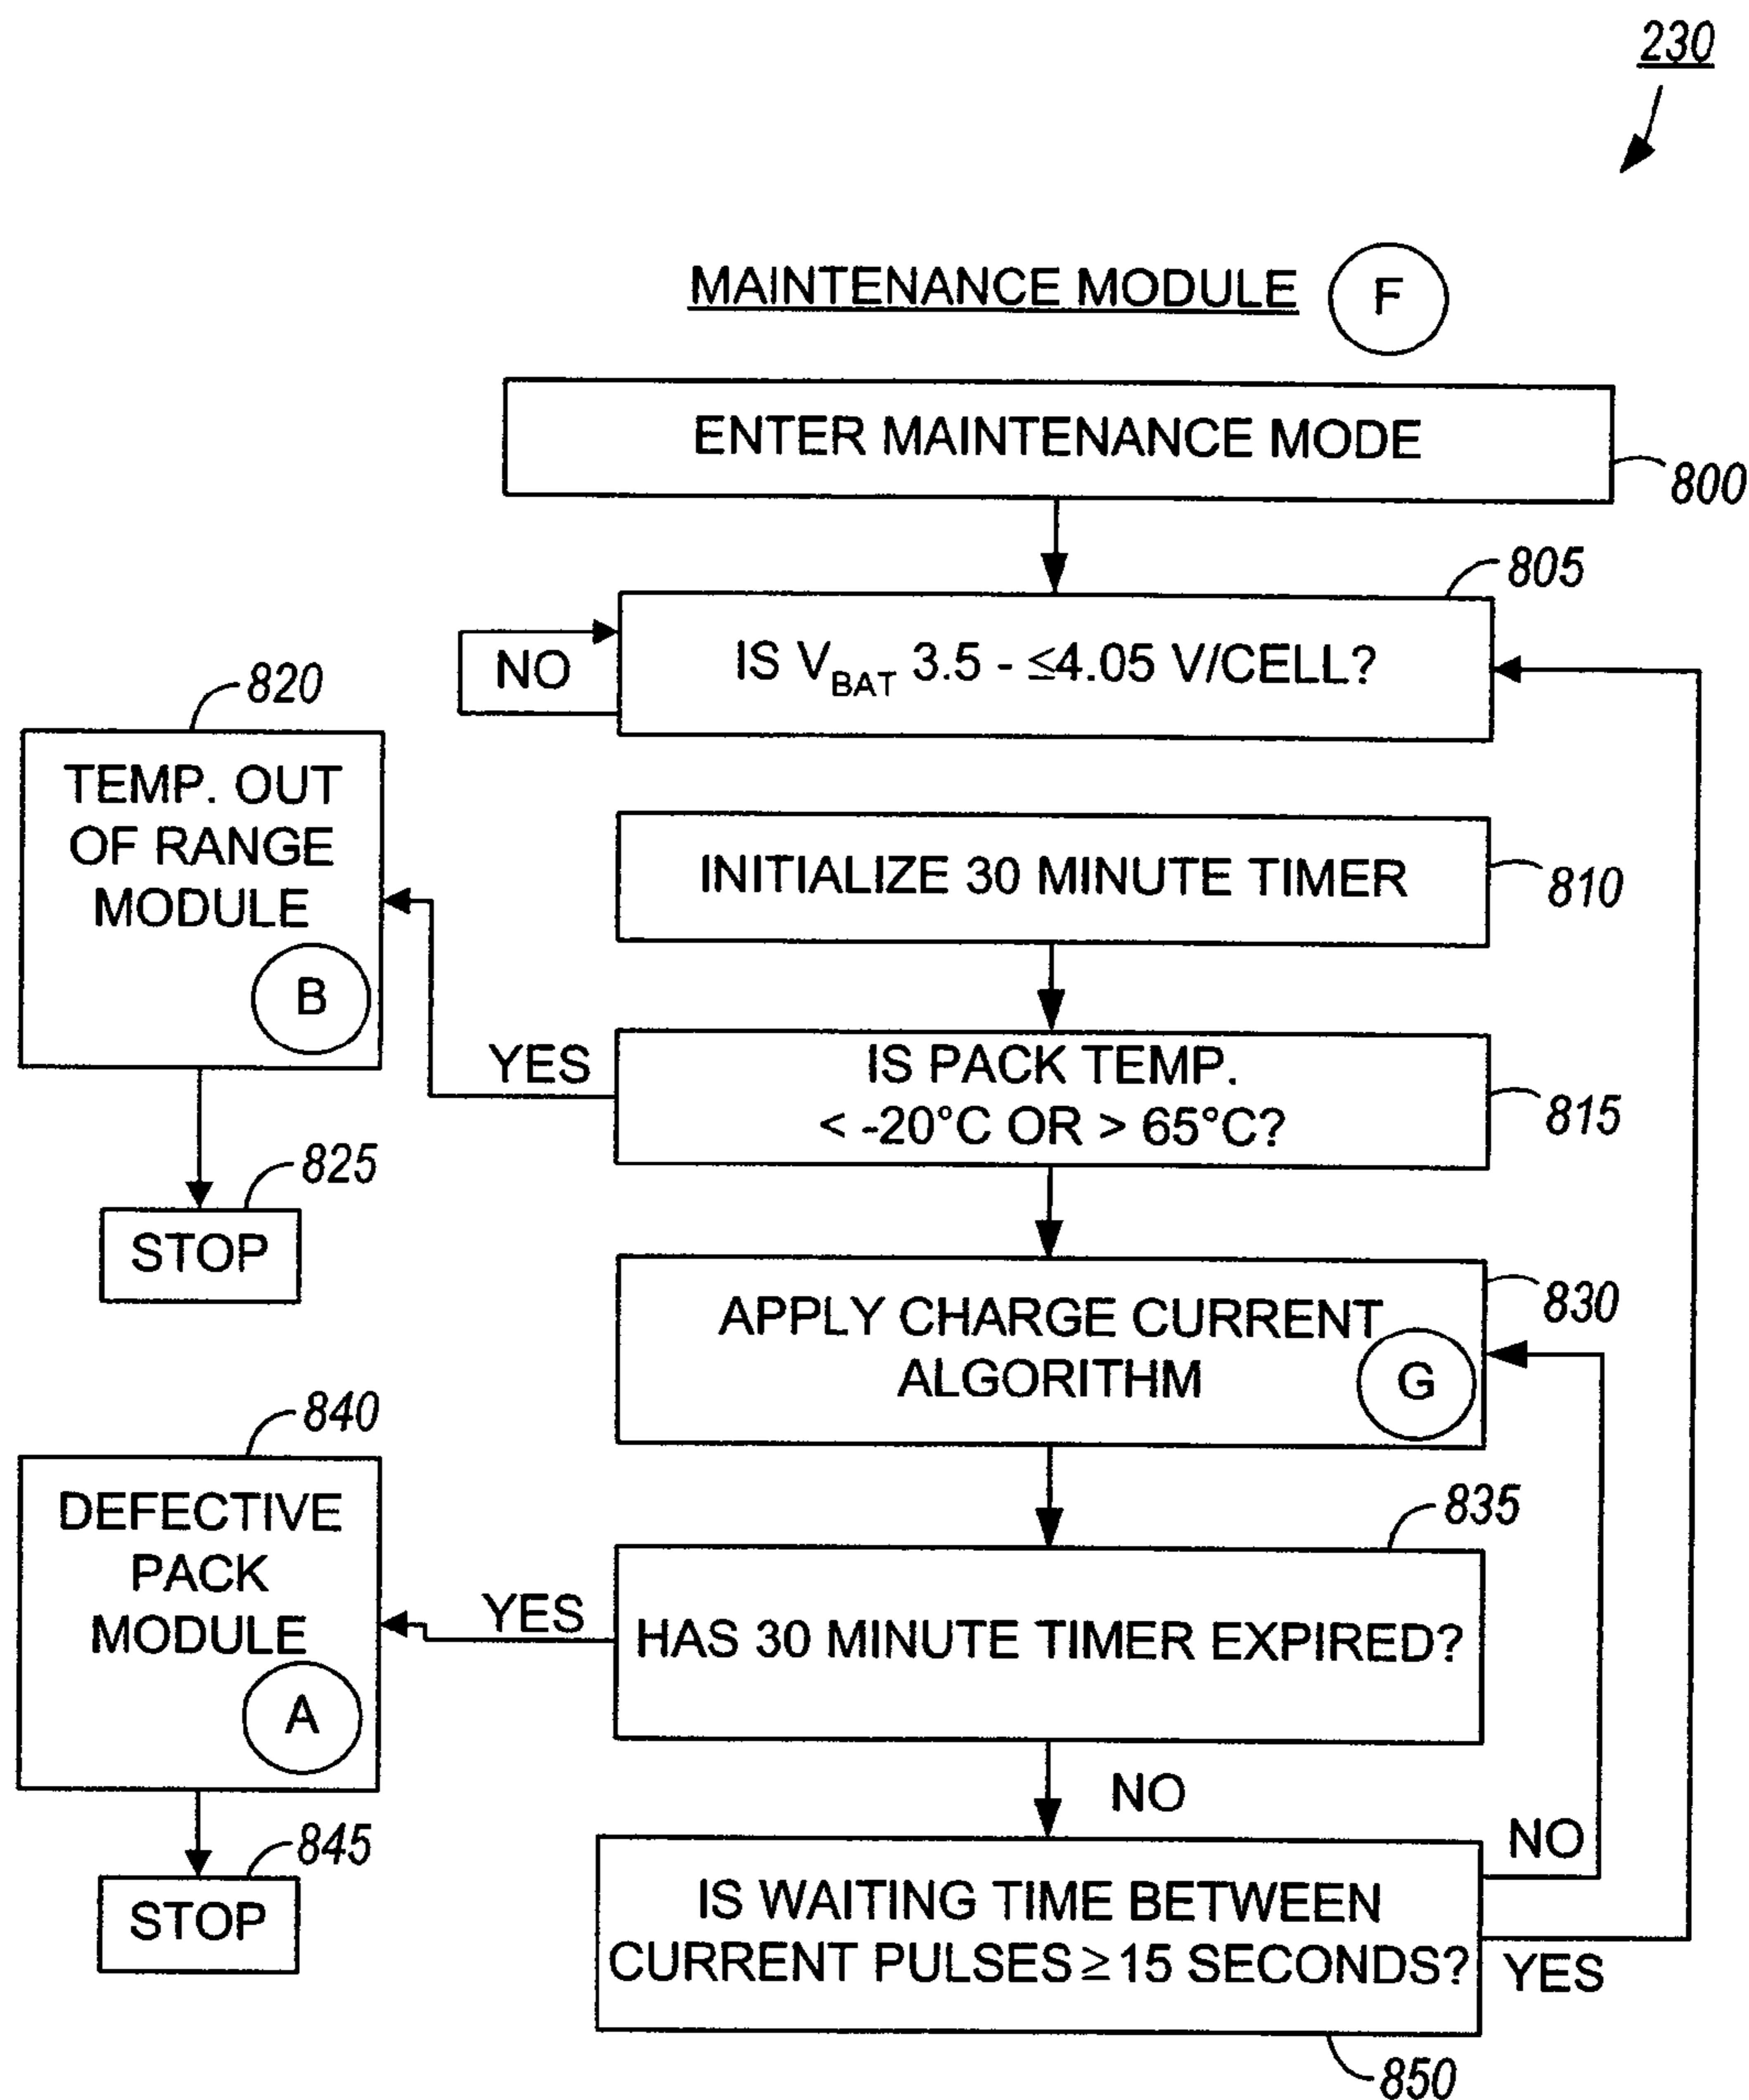 230
MAINTENANCE MODULE F
ENTER MAINTENANCE MODE
800
805
IS VBAT 3.5 - ≤4.05 V/CELL?
NO
820
TEMP. OUT
OF RANGE
MODULE
B
INITIALIZE 30 MINUTE TIMER
810
YES
IS PACK TEMP.
< -20°C OR > 65°C?
815
825
STOP
830
APPLY CHARGE CURRENT
ALGORITHM
G
840
DEFECTIVE
PACK
MODULE
A
835
YES
HAS 30 MINUTE TIMER EXPIRED?
NO
845
STOP
NO
IS WAITING TIME BETWEEN
CURRENT PULSES ≥ 15 SECONDS?
YES
850